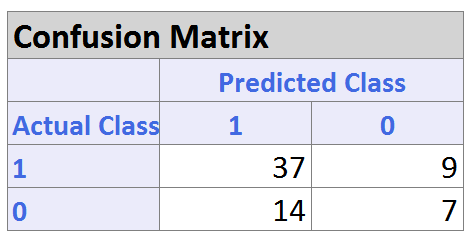 Confusion Matrix
Predicted Class
Actual Class 1 0
1 37 9
0 14 7